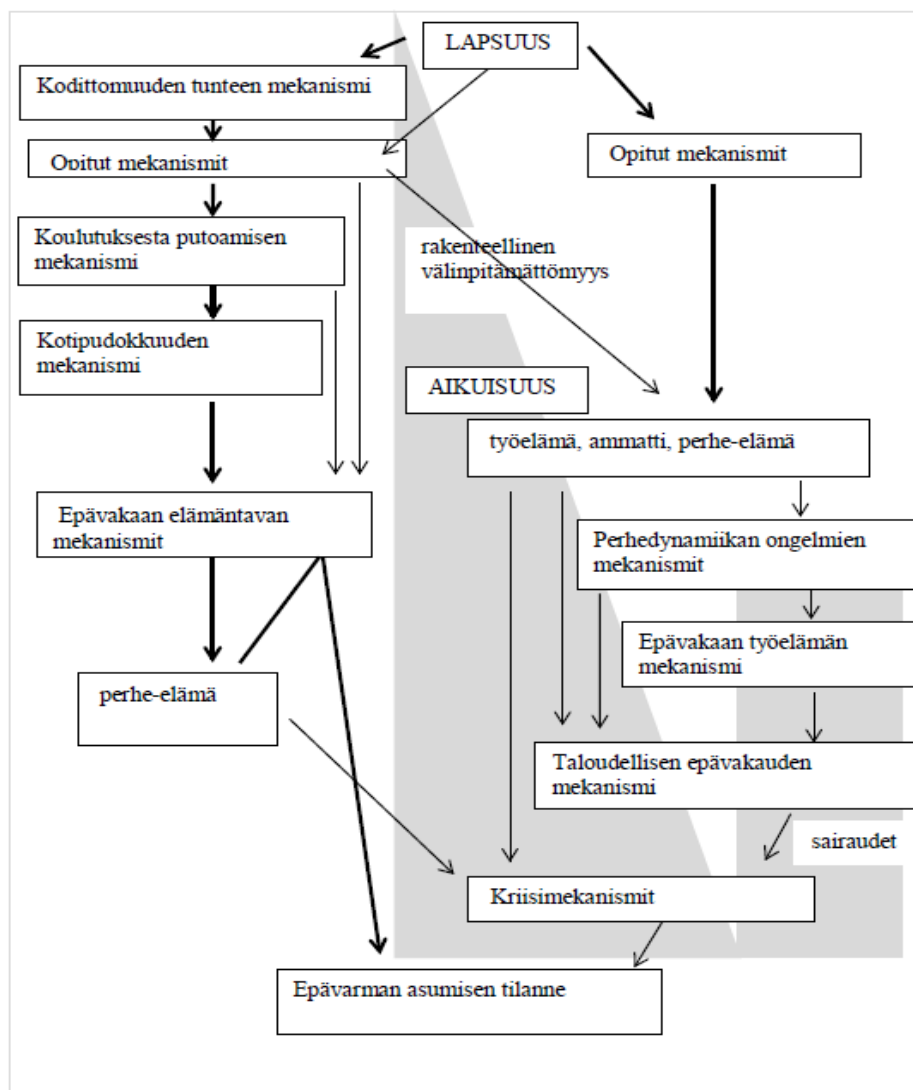 LAPSUUS
Kodittomuuden tunteen mekanismi
Opitut mekanismit
Opitut mekanismit
Koulutuksesta putoamisen
mekanismi
rakenteellinen
välinpitämättömyys
Kotipudokkuuden
mekanismi
AIKUISUUS
työelämä, ammatti, perhe-elämä
Epävakaan elämäntavan
mekanismit
Perhedynamiikan ongelmien
mekanismit
Epävakaan työelämän
mekanismi
perhe-elämä
Taloudellisen epävakauden
mekanismi
sairaudet
Kriisimekanismit
Epävarman asumisen tilanne